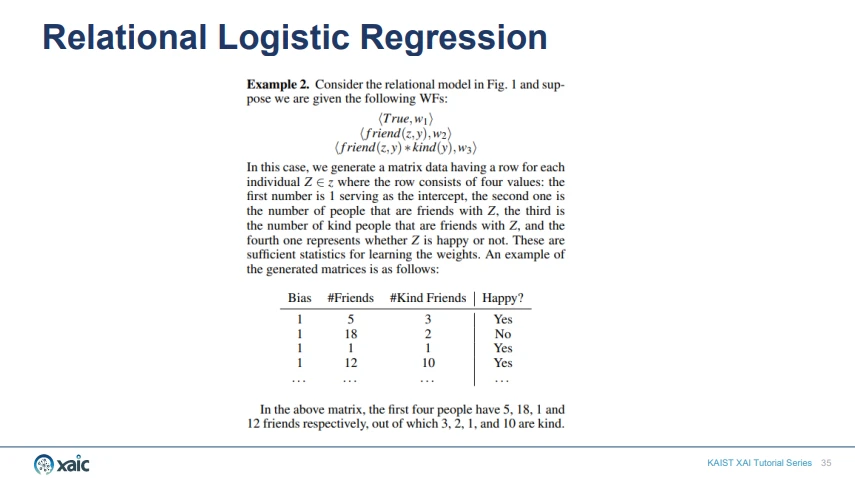 Relational Logistic Regression
Example 2. Consider the relational model in Fig. 1 and sup-
pose we are given the following WFs:
⟨True, w₁⟩
⟨friend(z,y), w₂⟩
⟨friend(z,y) ∗ kind(y), w₃⟩
In this case, we generate a matrix data having a row for each
individual Z ∈ z where the row consists of four values: the
first number is 1 serving as the intercept, the second one is
the number of people that are friends with Z, the third is
the number of kind people that are friends with Z, and the
fourth one represents whether Z is happy or not. These are
sufficient statistics for learning the weights. An example of
the generated matrices is as follows:
Bias #Friends #Kind Friends Happy?
1 5 3 Yes
1 18 2 No
1 1 1 Yes
1 12 10 Yes
... ... ... ...
In the above matrix, the first four people have 5, 18, 1 and
12 friends respectively, out of which 3, 2, 1, and 10 are kind.
xaic
KAIST XAI Tutorial Series 35